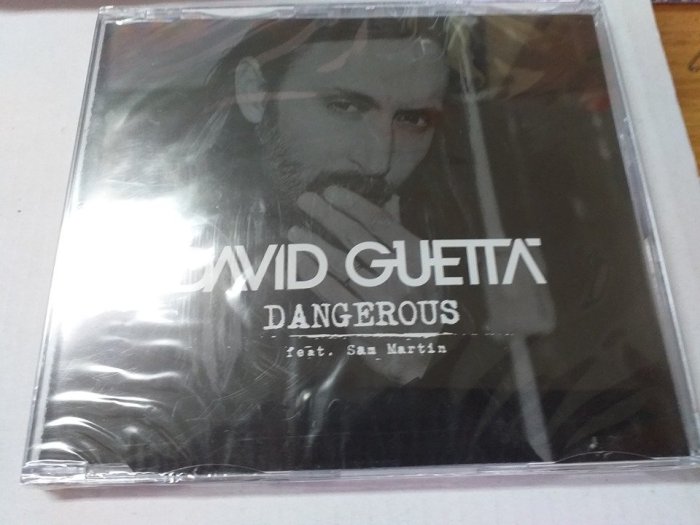 DAVID GUETTA
DANGEROUS
feat. Sam Martin